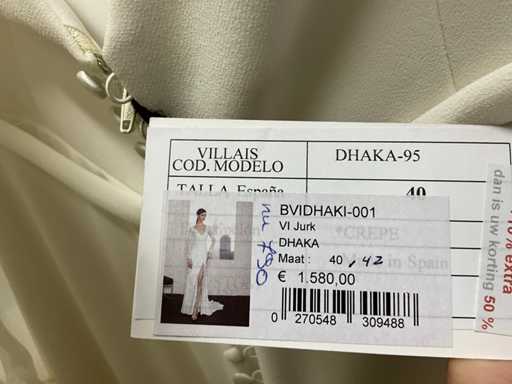 VILLAIS
COD. MODELO
DHAKA-95
TALLA España
40
BVIDHAKI-001
VI Jurk
DHAKA
Maat: 40, 42
€ 1.580,00
0 270548 309488
nu 790
CREPE
in Spain
10% extra
dan is uw korting 50 %